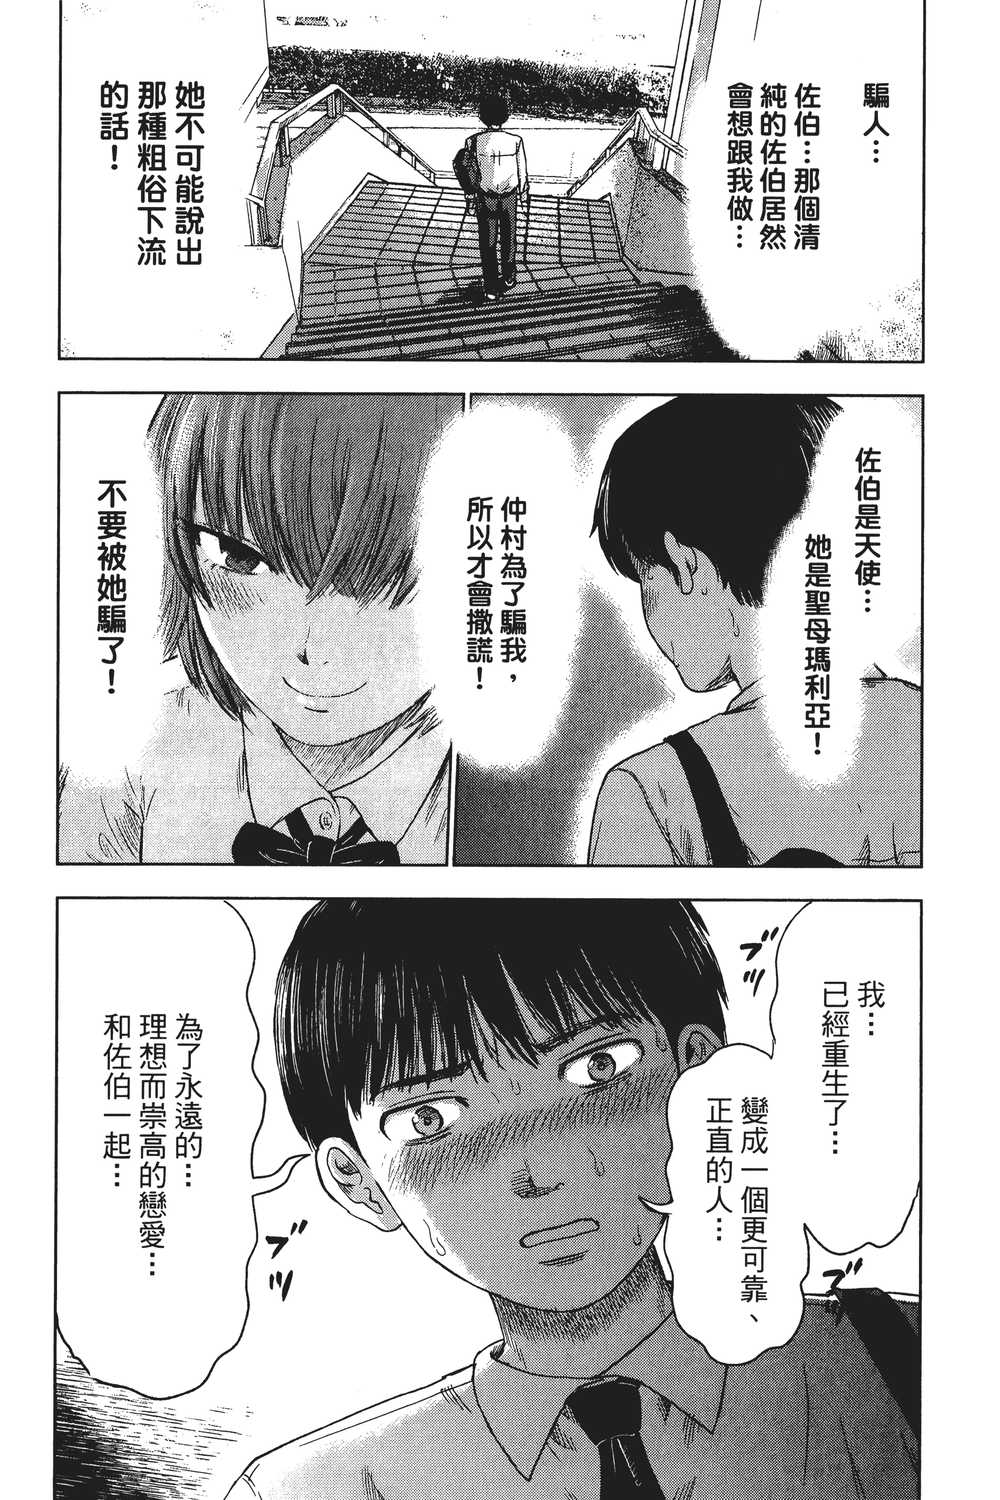 騙人…
佐伯…那個清
純的佐伯居然
會想跟我做…
她不可能說出
那種粗俗下流
的話！
佐伯是天使…
她是聖母瑪利亞！
仲村為了騙我，
所以才會撒謊！
不要被她騙了！
我…
已經重生了…
變成一個更可靠、
正直的人…
為了永遠的…
理想而崇高的戀愛…
和佐伯一起…
ブツ
ブツ
ブツ